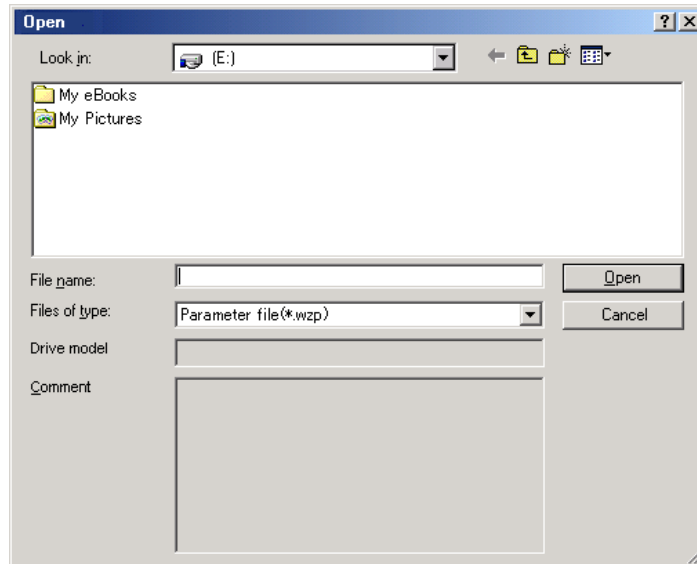 Open
Look in:
(E:)
My eBooks
My Pictures
File name:
Open
Files of type:
Parameter file(*.wzp)
Cancel
Drive model
Comment